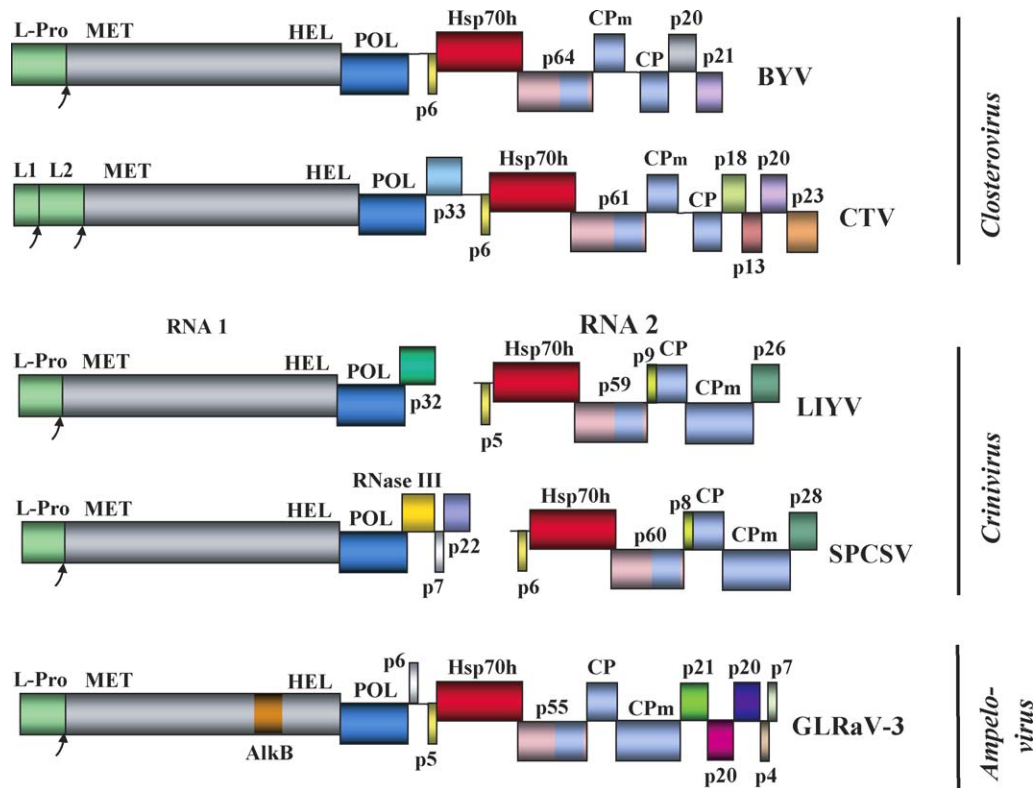 Hsp70h CPm p20
L-Pro MET HEL POL p64 CP p21
BYV
p6
Closterovirus
Hsp70h CPm p18 p20
L1 L2 MET HEL POL p61 CP p23
CTV
p33
p6
p13
RNA 1 RNA 2
Hsp70h p9 CP p26
L-Pro MET HEL POL p59 CPm
LIYV
p32
p5
Crinivirus
RNase III Hsp70h p8 CP p28
L-Pro MET HEL POL p60 CPm
SPCSV
p22
p7 p6
p6 Hsp70h CP p21 p20 p7
L-Pro MET HEL POL p55 CPm
GLRaV-3
AlkB p5 p20 p4
Ampelo-
virus